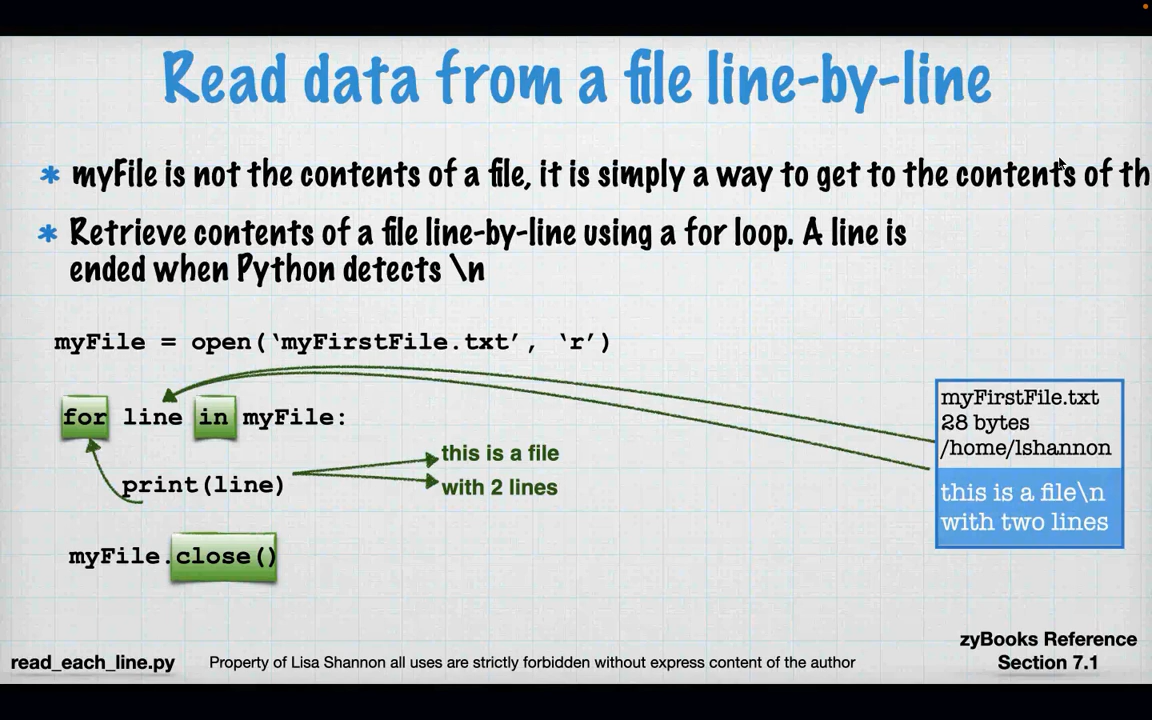 Read data from a file line-by-line
* myFile is not the contents of a file, it is simply a way to get to the contents of th
* Retrieve contents of a file line-by-line using a for loop. A line is
ended when Python detects \n
myFile = open(‘myFirstFile.txt’, ‘r’)
for line in myFile:
print(line)
this is a file
with 2 lines
myFile.close()
myFirstFile.txt
28 bytes
/home/lshannon
this is a file\n
with two lines
zyBooks Reference
Section 7.1
read_each_line.py
Property of Lisa Shannon all uses are strictly forbidden without express content of the author